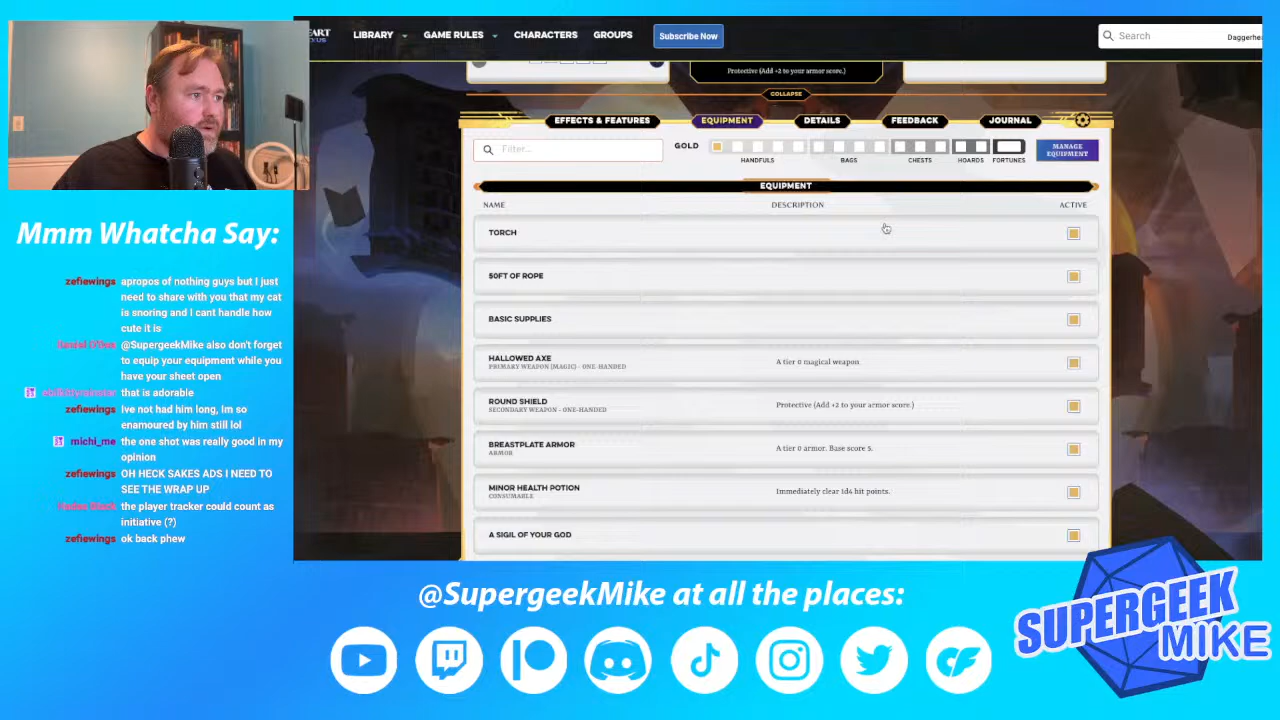 ART
US
LIBRARY
GAME RULES
CHARACTERS
GROUPS
Subscribe Now
Search
Daggerhe
Protective (Add +2 to your armor score.)
COLLAPSE
EFFECTS & FEATURES
EQUIPMENT
DETAILS
FEEDBACK
JOURNAL
Filter...
GOLD
HANDFULS
BAGS
CHESTS
HOARDS
FORTUNES
MANAGE
EQUIPMENT
EQUIPMENT
NAME
DESCRIPTION
ACTIVE
TORCH
50FT OF ROPE
BASIC SUPPLIES
HALLOWED AXE
PRIMARY WEAPON (MAGIC) - ONE-HANDED
A tier 0 magical weapon.
ROUND SHIELD
SECONDARY WEAPON - ONE-HANDED
Protective (Add +2 to your armor score.)
BREASTPLATE ARMOR
ARMOR
A tier 0 armor. Base score 5.
MINOR HEALTH POTION
CONSUMABLE
Immediately clear 1d4 hit points.
A SIGIL OF YOUR GOD
Mmm Whatcha Say:
zefiewings apropos of nothing guys but I just
need to share with you that my cat
is snoring and I cant handle how
cute it is
@SupergeekMike also don't forget
to equip your equipment while you
have your sheet open
that is adorable
zefiewings Ive not had him long, Im so
enamoured by him still lol
michi_me the one shot was really good in my
opinion
zefiewings OH HECK SAKES ADS I NEED TO
SEE THE WRAP UP
the player tracker could count as
initiative (?)
zefiewings ok back phew
@SupergeekMike at all the places:
SUPERGEEK
MIKE